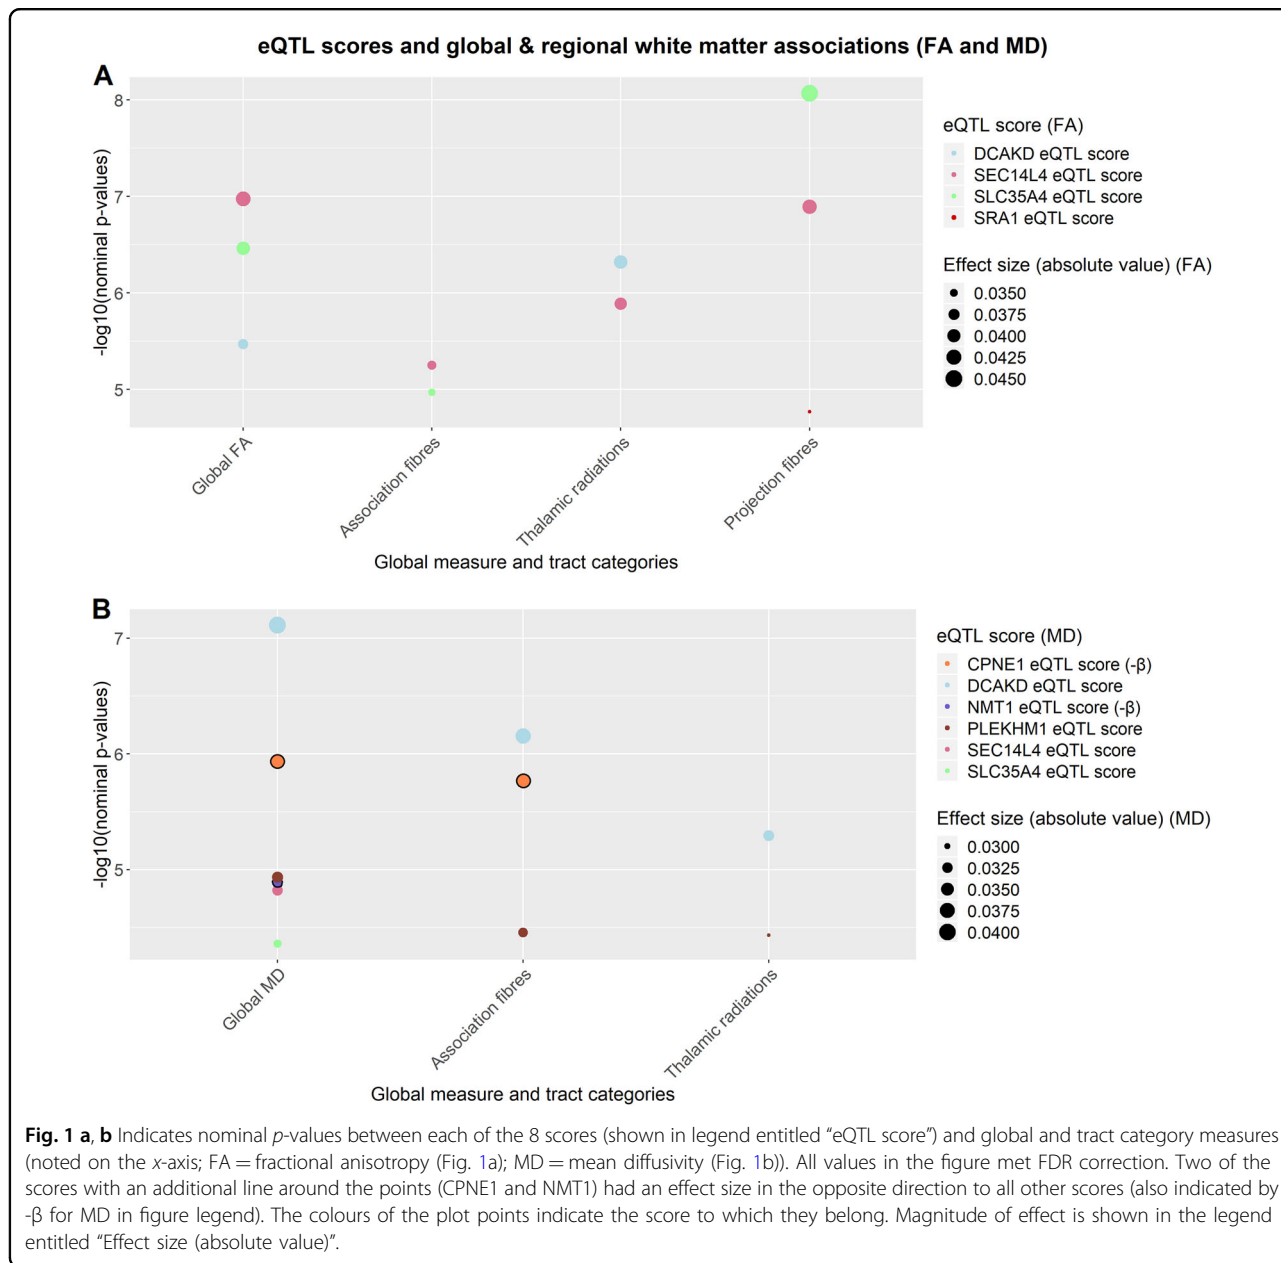 eQTL scores and global & regional white matter associations (FA and MD)
A
8
7
6
5
-log10(nominal p-values)
Global FA
Association fibres
Thalamic radiations
Projection fibres
Global measure and tract categories
eQTL score (FA)
DCAKD eQTL score
SEC14L4 eQTL score
SLC35A4 eQTL score
SRA1 eQTL score
Effect size (absolute value) (FA)
0.0350
0.0375
0.0400
0.0425
0.0450
B
7
6
5
-log10(nominal p-values)
Global MD
Association fibres
Thalamic radiations
Global measure and tract categories
eQTL score (MD)
CPNE1 eQTL score (-β)
DCAKD eQTL score
NMT1 eQTL score (-β)
PLEKHM1 eQTL score
SEC14L4 eQTL score
SLC35A4 eQTL score
Effect size (absolute value) (MD)
0.0300
0.0325
0.0350
0.0375
0.0400
Fig. 1 a, b Indicates nominal p-values between each of the 8 scores (shown in legend entitled “eQTL score”) and global and tract category measures
(noted on the x-axis; FA = fractional anisotropy (Fig. 1a); MD = mean diffusivity (Fig. 1b)). All values in the figure met FDR correction. Two of the
scores with an additional line around the points (CPNE1 and NMT1) had an effect size in the opposite direction to all other scores (also indicated by
-β for MD in figure legend). The colours of the plot points indicate the score to which they belong. Magnitude of effect is shown in the legend
entitled “Effect size (absolute value)”.